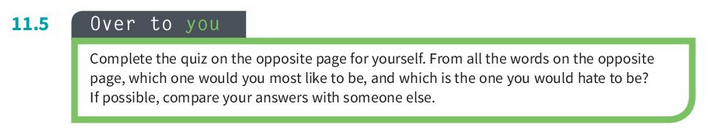 11.5 Over to you
Complete the quiz on the opposite page for yourself. From all the words on the opposite
page, which one would you most like to be, and which is the one you would hate to be?
If possible, compare your answers with someone else.